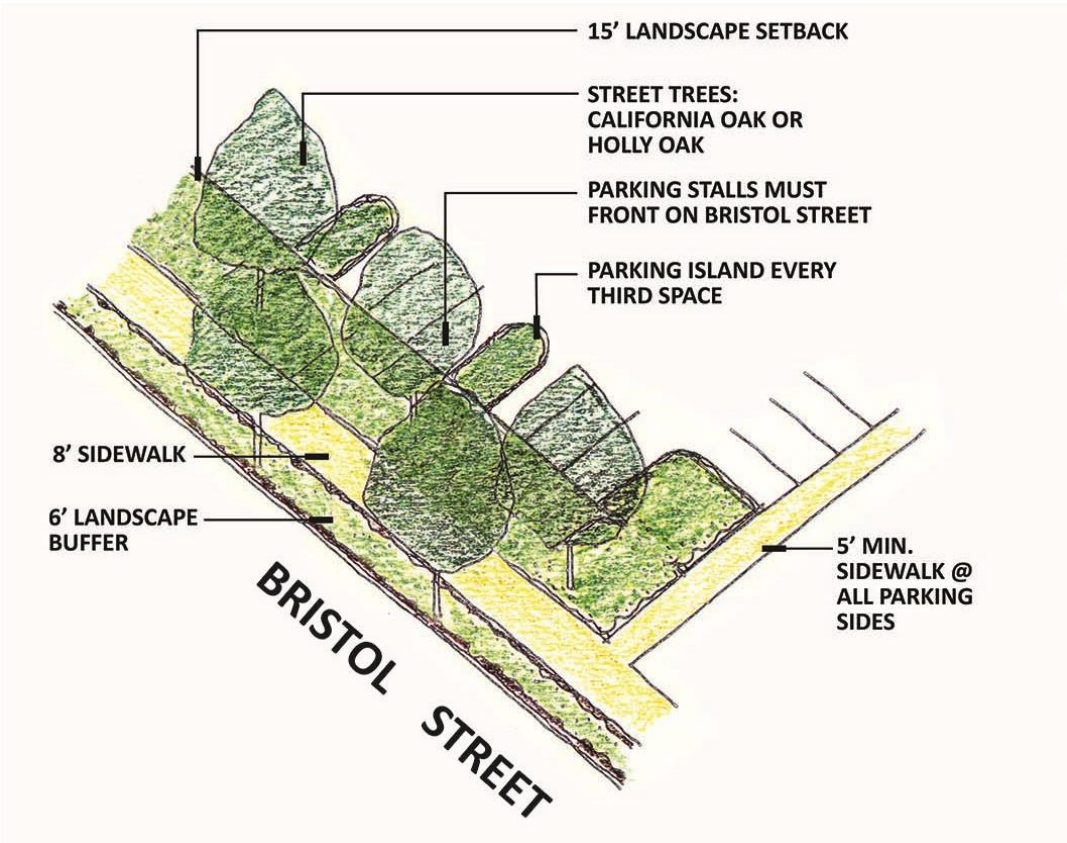 15’ LANDSCAPE SETBACK
STREET TREES:
CALIFORNIA OAK OR
HOLLY OAK
PARKING STALLS MUST
FRONT ON BRISTOL STREET
PARKING ISLAND EVERY
THIRD SPACE
8’ SIDEWALK
6’ LANDSCAPE
BUFFER
5’ MIN.
SIDEWALK @
ALL PARKING
SIDES
BRISTOL STREET